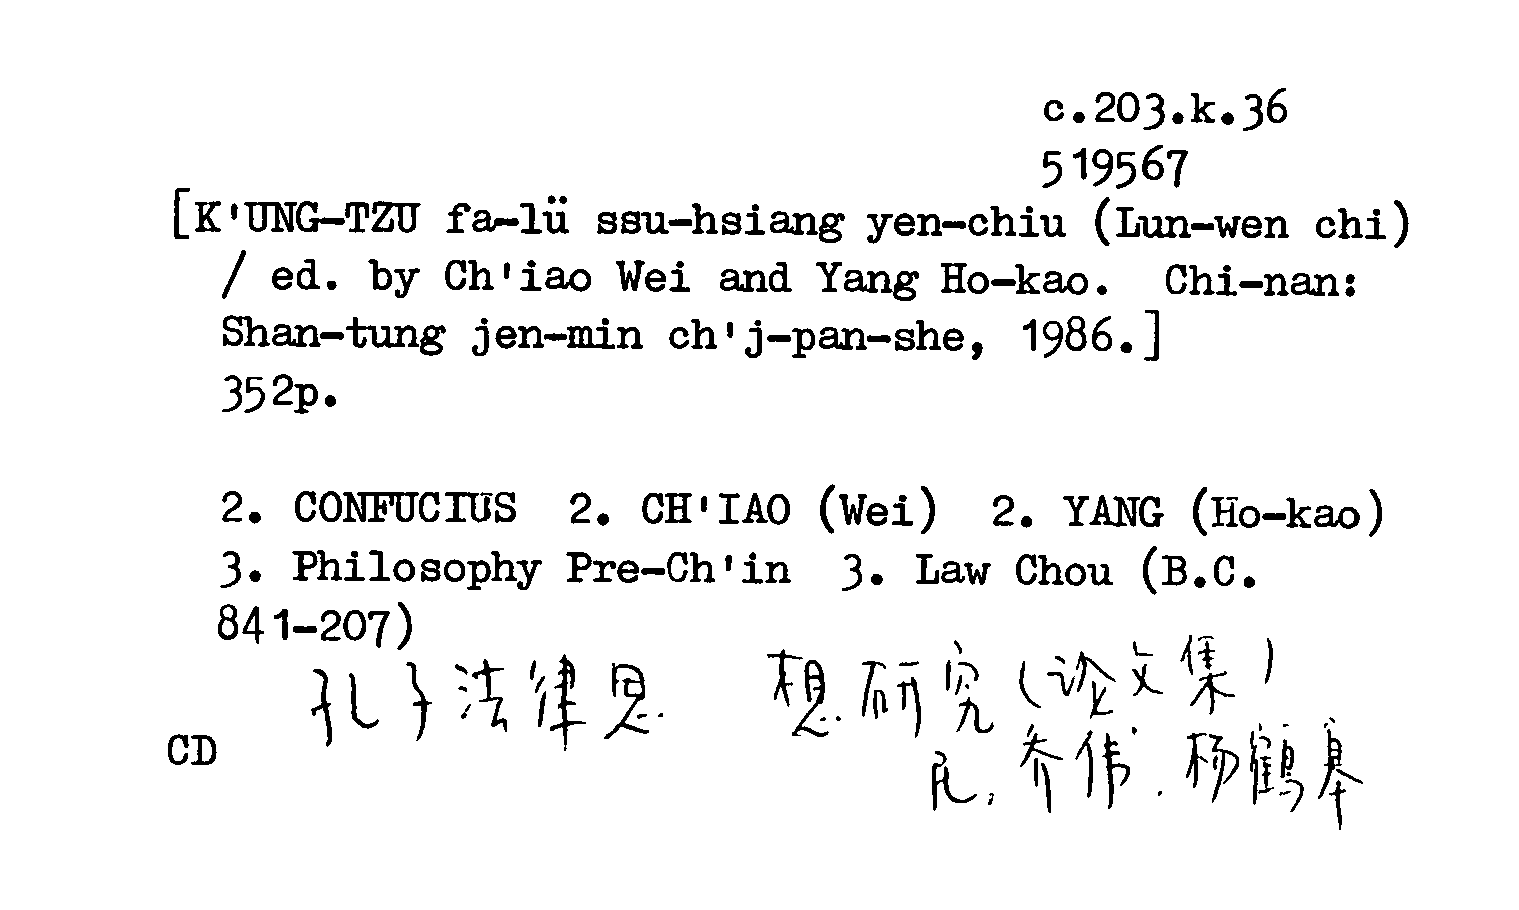 c.203.k.36
519567
[K'UNG-TZU fa-lü ssu-hsiang yen-chiu (Lun-wen chi)
/ ed. by Ch'iao Wei and Yang Ho-kao. Chi-nan:
Shan-tung jen-min ch'j-pan-she, 1986.]
352p.
2. CONFUCIUS 2. CH'IAO (Wei) 2. YANG (Ho-kao)
3. Philosophy Pre-Ch'in 3. Law Chou (B.C.
841-207)
孔子法律思 想研究(论文集)
乔伟.杨鹤皋
CD